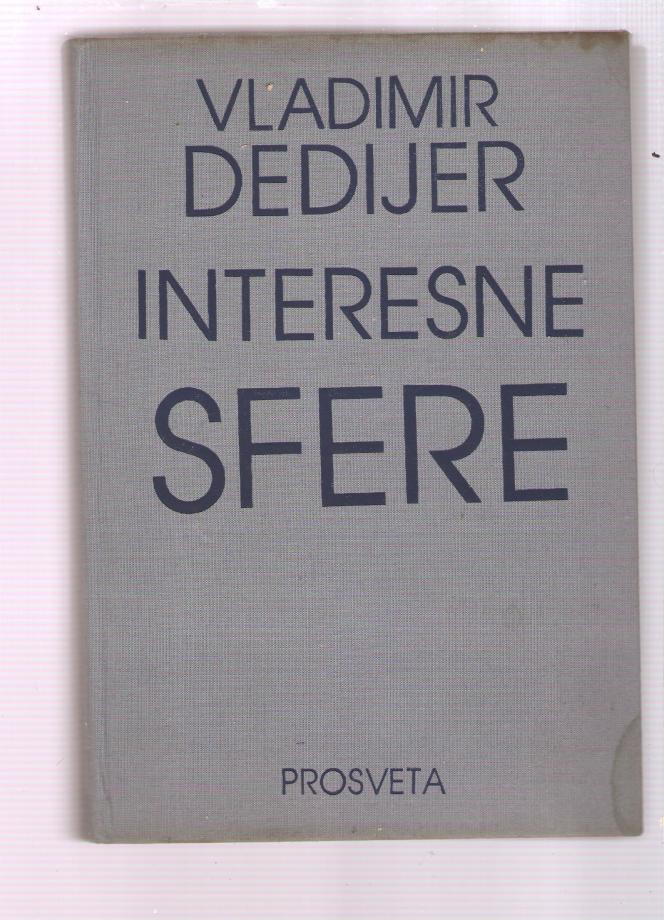 VLADIMIR
DEDIJER
INTERESNE
SFERE
PROSVETA